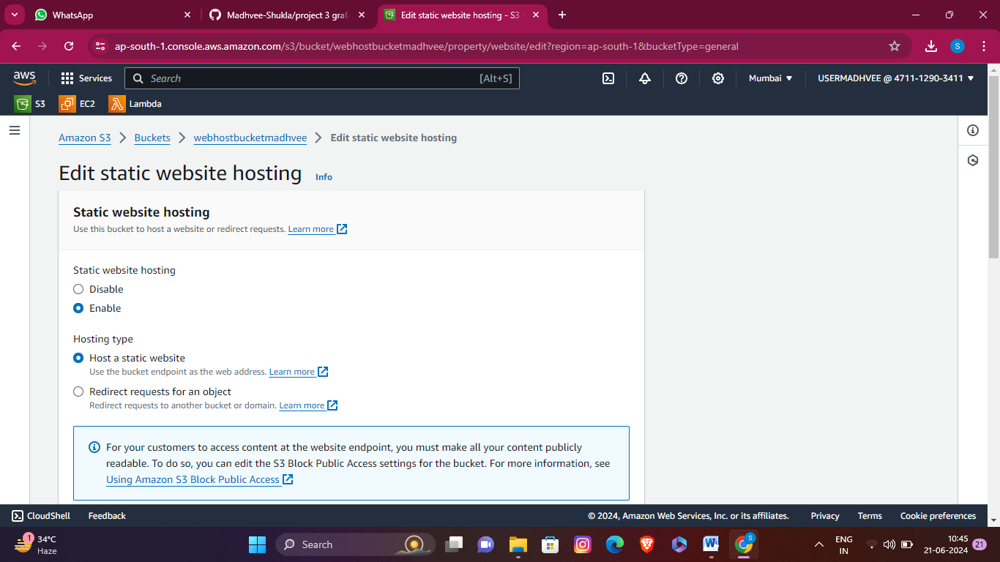 WhatsApp
Madhvee-Shukla/project 3 graf
Edit static website hosting - S3
ap-south-1.console.aws.amazon.com/s3/bucket/webhostbucketmadhvee/property/website/edit?region=ap-south-1&bucketType=general
S
aws
Services
Search
[Alt+S]
Mumbai
USERMADHVEE @ 4711-1290-3411
S3
EC2
Lambda
Amazon S3
Buckets
webhostbucketmadhvee
Edit static website hosting
Edit static website hosting
Info
Static website hosting
Use this bucket to host a website or redirect requests. Learn more
Static website hosting
Disable
Enable
Hosting type
Host a static website
Use the bucket endpoint as the web address. Learn more
Redirect requests for an object
Redirect requests to another bucket or domain. Learn more
For your customers to access content at the website endpoint, you must make all your content publicly
readable. To do so, you can edit the S3 Block Public Access settings for the bucket. For more information, see
Using Amazon S3 Block Public Access
CloudShell
Feedback
© 2024, Amazon Web Services, Inc. or its affiliates.
Privacy
Terms
Cookie preferences
1
34°C
Haze
Search
S
ENG
IN
10:45
21-06-2024
21